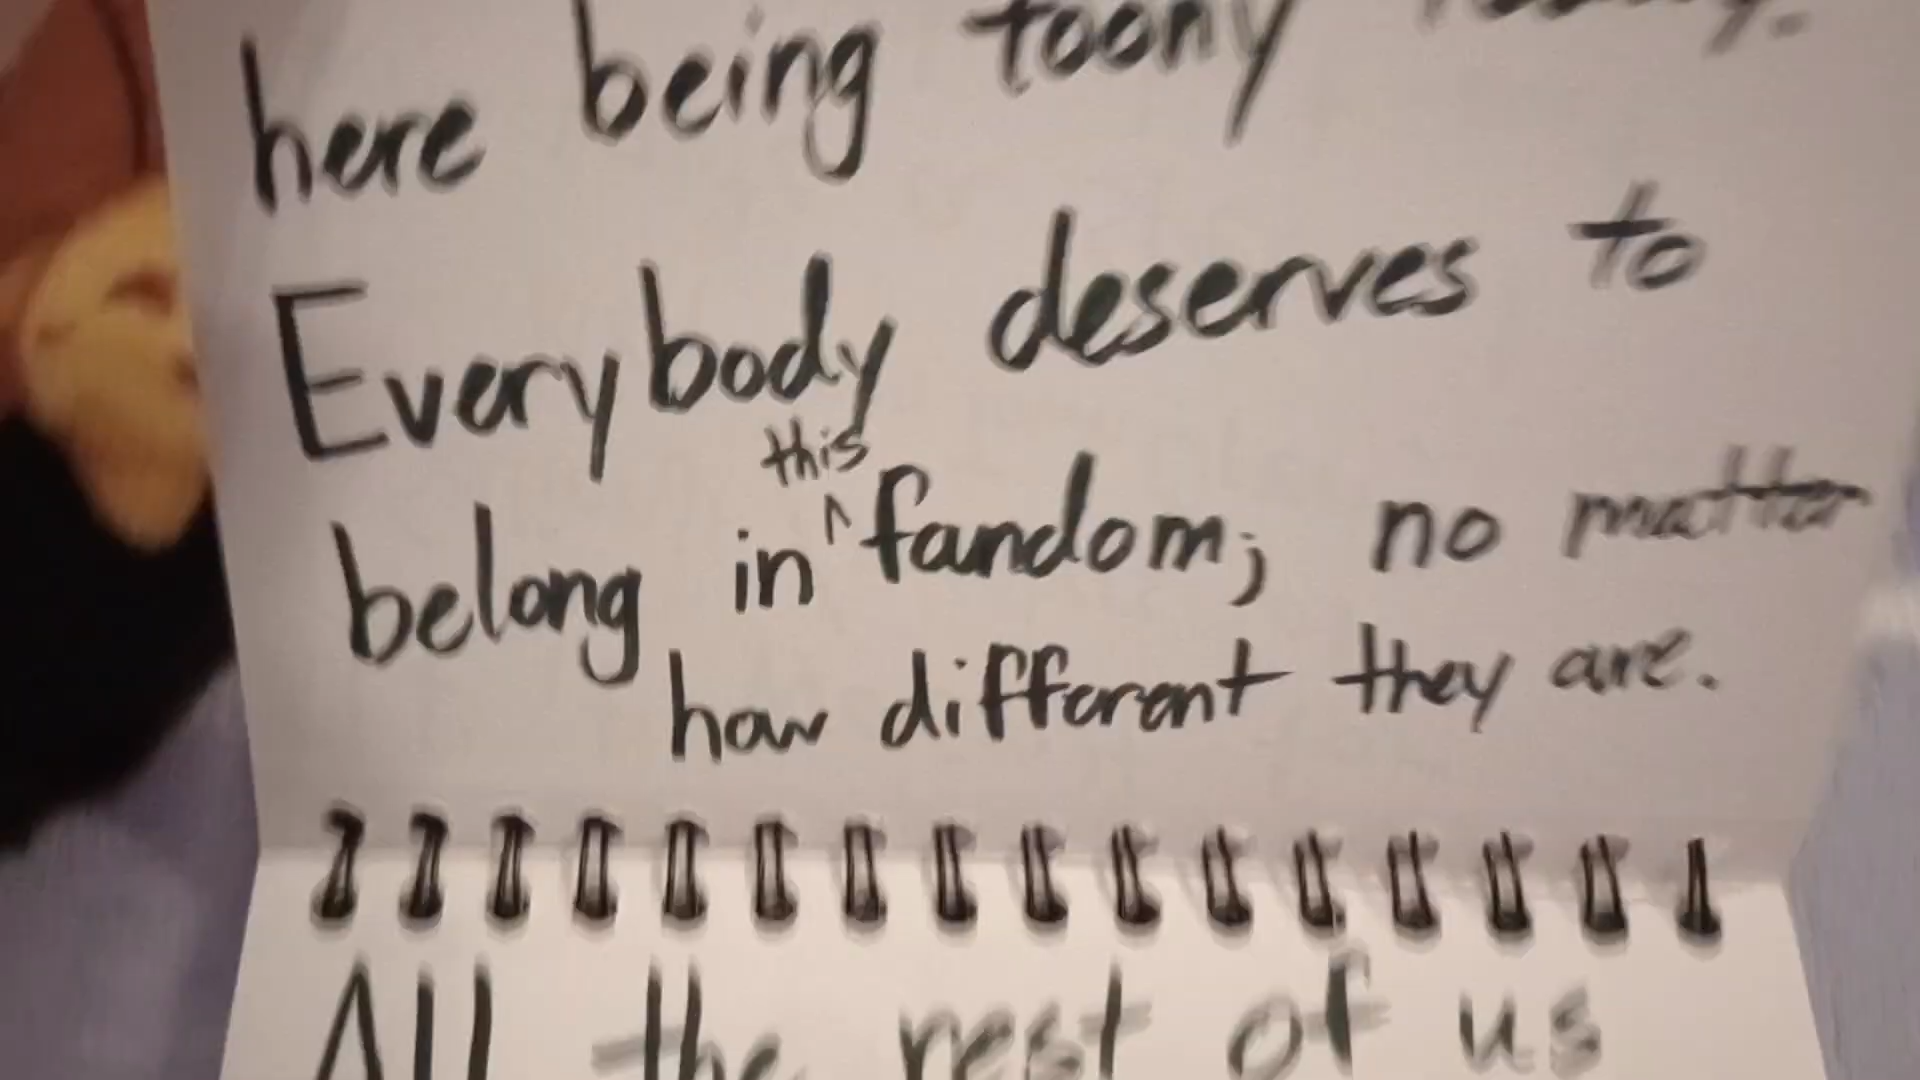 here being toony
Everybody deserves to
this
belong in ^ fandom; no matter
how different they are.
All the rest of us